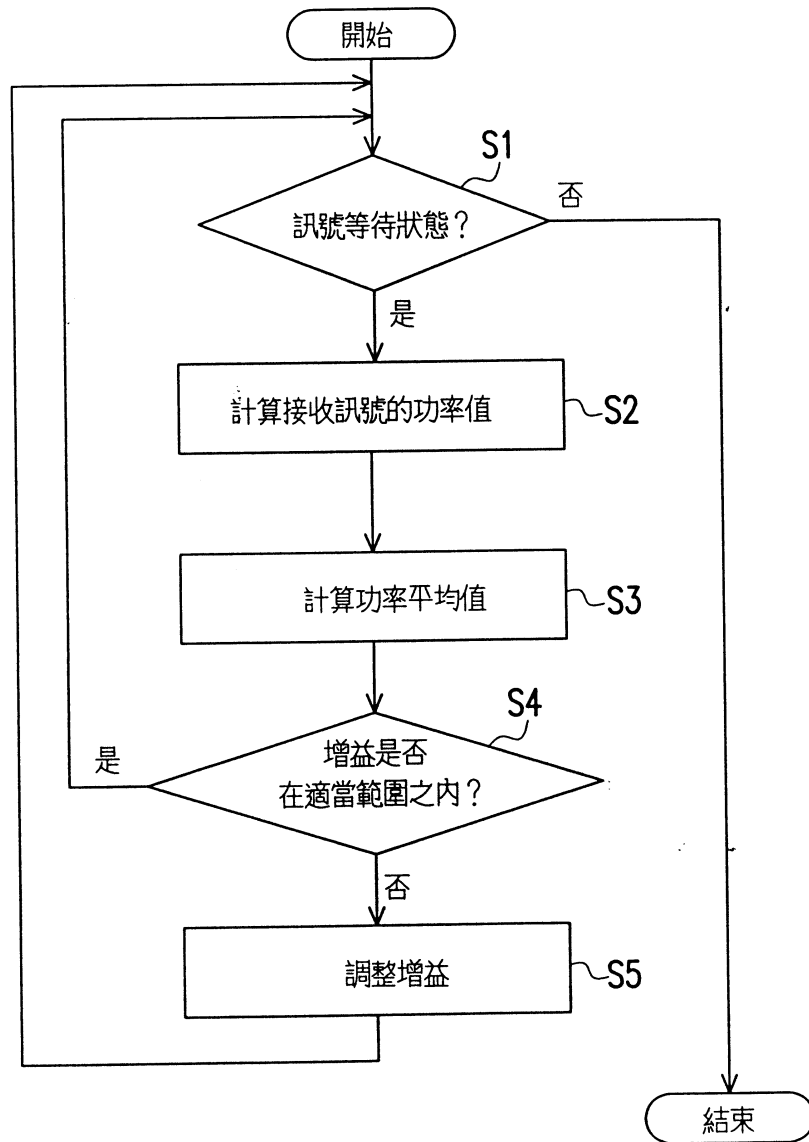 開始
S1
訊號等待狀態？
否
是
計算接收訊號的功率值
S2
計算功率平均值
S3
S4
增益是否
在適當範圍之內？
是
否
調整增益
S5
結束